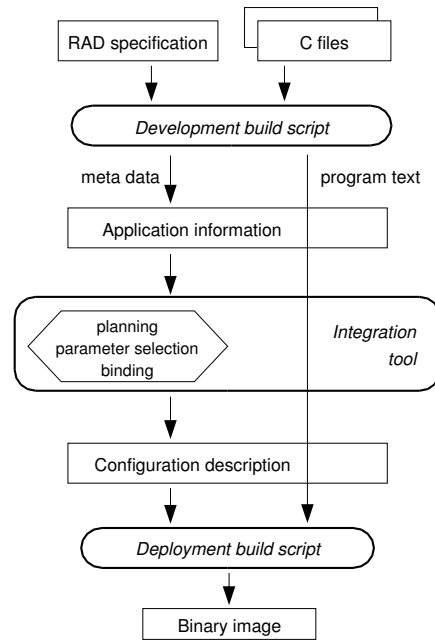 RAD specification
C files
Development build script
meta data
program text
Application information
planning
parameter selection
binding
Integration
tool
Configuration description
Deployment build script
Binary image